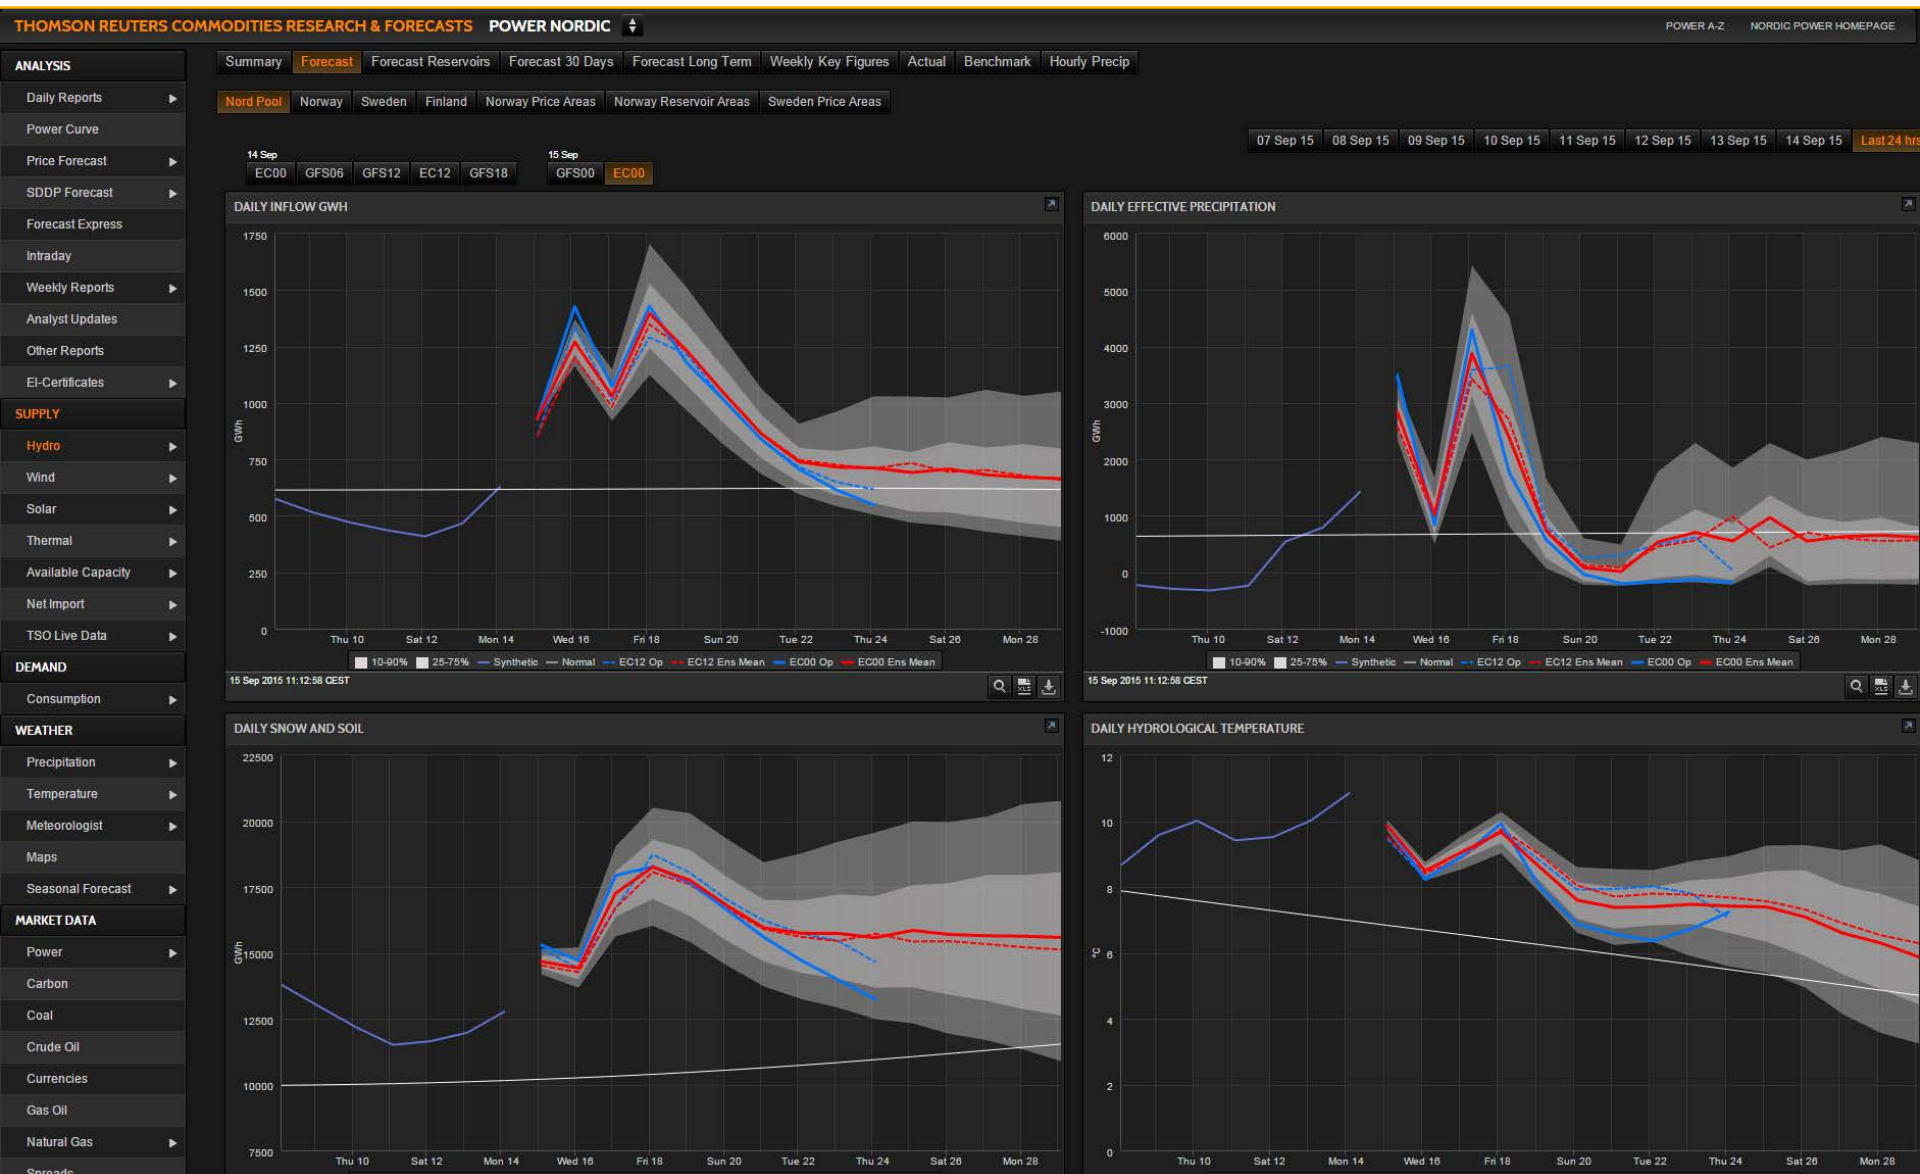 THOMSON REUTERS COMMODITIES RESEARCH & FORECASTS POWER NORDIC POWER A-Z NORDIC POWER HOMEPAGE
ANALYSIS
Daily Reports
Power Curve
Price Forecast
SDDP Forecast
Forecast Express
Intraday
Weekly Reports
Analyst Updates
Other Reports
El-Certificates
SUPPLY
Hydro
Wind
Solar
Thermal
Available Capacity
Net Import
TSO Live Data
DEMAND
Consumption
WEATHER
Precipitation
Temperature
Meteorologist
Maps
Seasonal Forecast
MARKET DATA
Power
Carbon
Coal
Crude Oil
Currencies
Gas Oil
Natural Gas
Spreads
Summary Forecast Forecast Reservoirs Forecast 30 Days Forecast Long Term Weekly Key Figures Actual Benchmark Hourly Precip
Nord Pool Norway Sweden Finland Norway Price Areas Norway Reservoir Areas Sweden Price Areas
07 Sep 15 08 Sep 15 09 Sep 15 10 Sep 15 11 Sep 15 12 Sep 15 13 Sep 15 14 Sep 15 Last 24 hrs
14 Sep 15 Sep
EC00 GFS06 GFS12 EC12 GFS18 GFS00 EC00
DAILY INFLOW GWH
1750
1500
1250
1000
750
500
250
0
GWh
Thu 10 Sat 12 Mon 14 Wed 16 Fri 18 Sun 20 Tue 22 Thu 24 Sat 26 Mon 28
10-90% 25-75% Synthetic Normal EC12 Op EC12 Ens Mean EC00 Op EC00 Ens Mean
15 Sep 2015 11:12:58 CEST
XLS
DAILY EFFECTIVE PRECIPITATION
6000
5000
4000
3000
2000
1000
0
-1000
GWh
Thu 10 Sat 12 Mon 14 Wed 16 Fri 18 Sun 20 Tue 22 Thu 24 Sat 26 Mon 28
10-90% 25-75% Synthetic Normal EC12 Op EC12 Ens Mean EC00 Op EC00 Ens Mean
15 Sep 2015 11:12:58 CEST
XLS
DAILY SNOW AND SOIL
22500
20000
17500
15000
12500
10000
7500
GWh
Thu 10 Sat 12 Mon 14 Wed 16 Fri 18 Sun 20 Tue 22 Thu 24 Sat 26 Mon 28
DAILY HYDROLOGICAL TEMPERATURE
12
10
8
6
4
2
0
°C
Thu 10 Sat 12 Mon 14 Wed 16 Fri 18 Sun 20 Tue 22 Thu 24 Sat 26 Mon 28